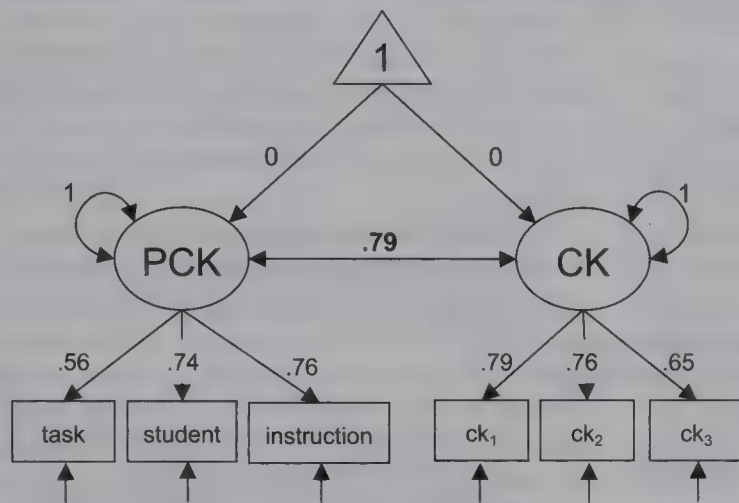 1
0 0
1 1
PCK .79 CK
.56 .74 .76 .79 .76 .65
task student instruction ck₁ ck₂ ck₃